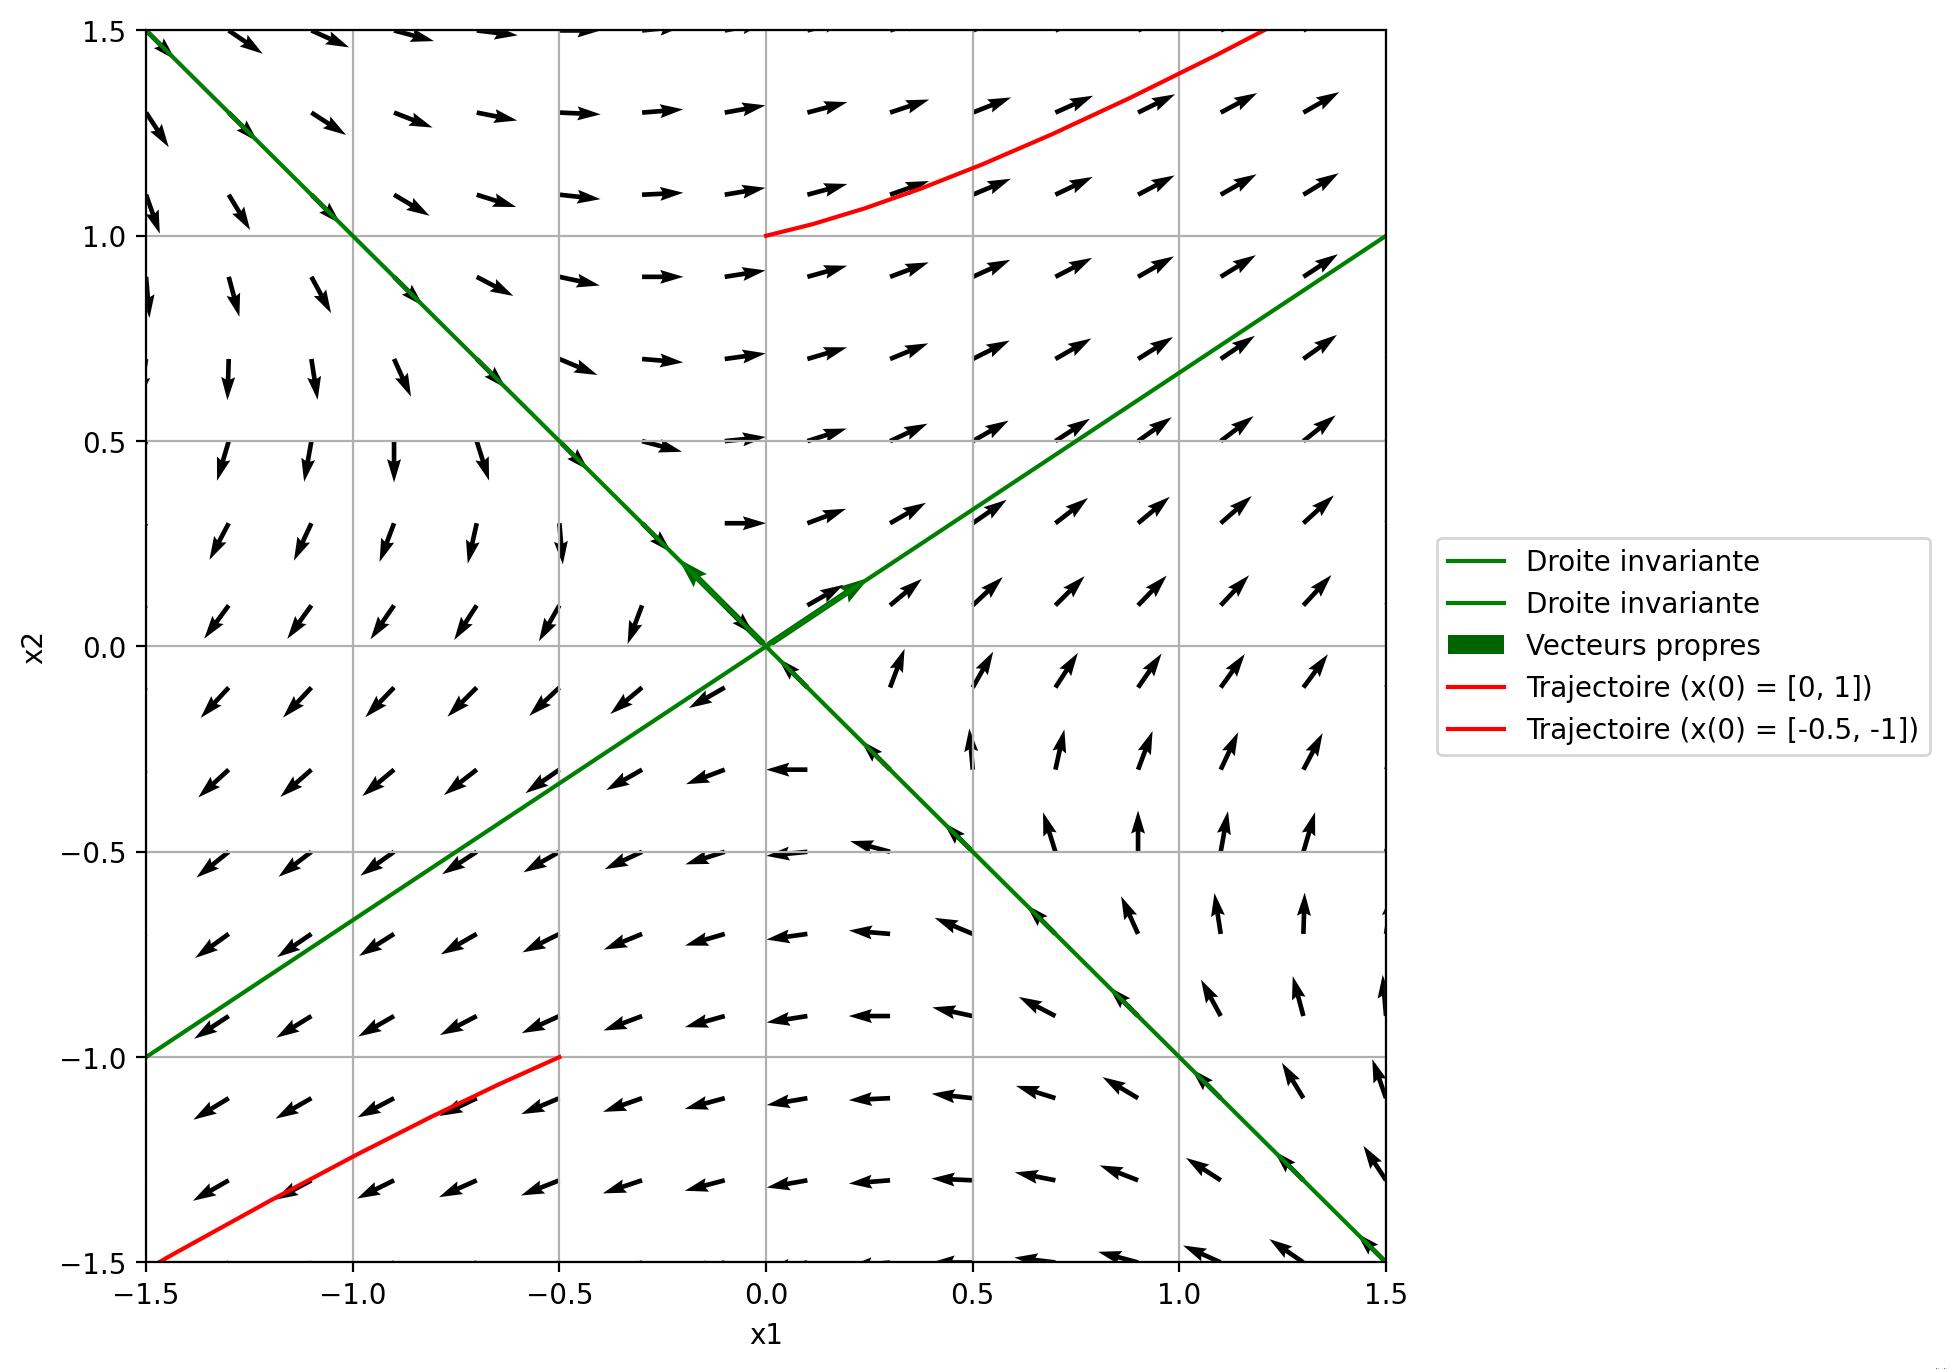 1.5
1.0
0.5
0.0
−0.5
−1.0
−1.5
x2
−1.5 −1.0 −0.5 0.0 0.5 1.0 1.5
x1
Droite invariante
Droite invariante
Vecteurs propres
Trajectoire (x(0) = [0, 1])
Trajectoire (x(0) = [-0.5, -1])